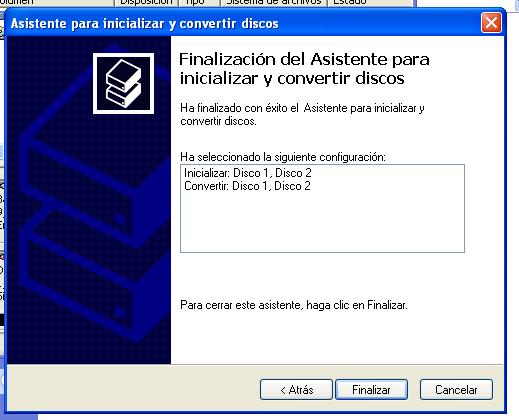 Disposición Tipo Sistema de archivos Estado
Asistente para inicializar y convertir discos
Finalización del Asistente para
inicializar y convertir discos
Ha finalizado con éxito el Asistente para inicializar y
convertir discos.
Ha seleccionado la siguiente configuración:
Inicializar: Disco 1, Disco 2
Convertir: Disco 1, Disco 2
Para cerrar este asistente, haga clic en Finalizar.
< Atrás Finalizar Cancelar